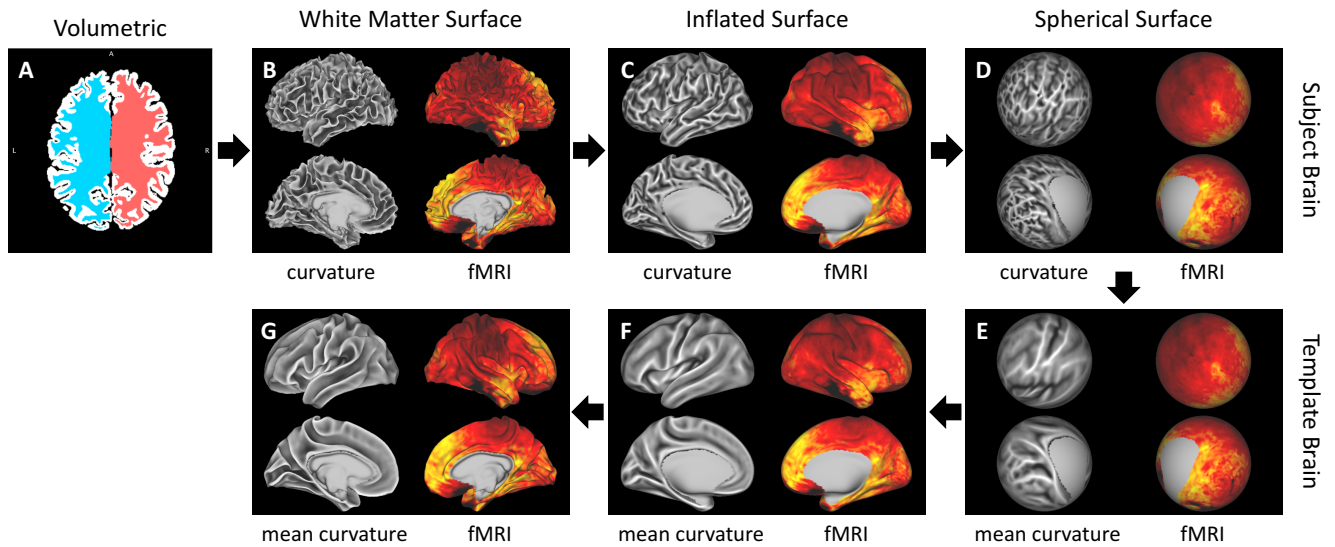 Volumetric
White Matter Surface
Inflated Surface
Spherical Surface
A
A
L
R
B
C
D
Subject Brain
curvature
fMRI
curvature
fMRI
curvature
fMRI
G
F
E
Template Brain
mean curvature
fMRI
mean curvature
fMRI
mean curvature
fMRI